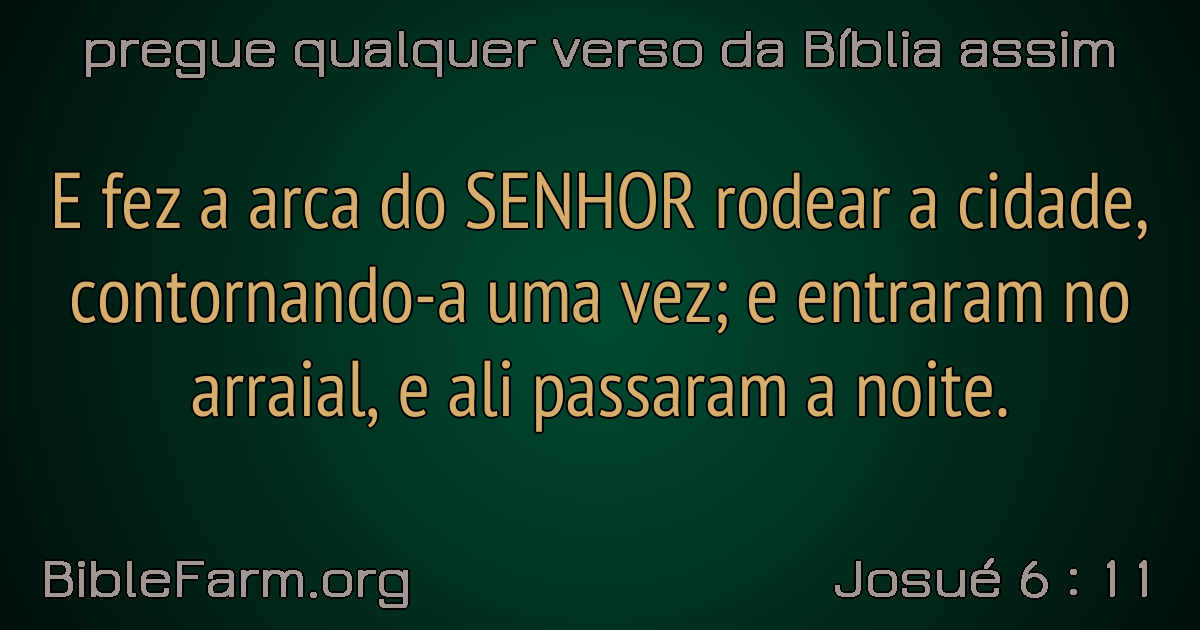 pregue qualquer verso da Bíblia assim
E fez a arca do SENHOR rodear a cidade,
contornando-a uma vez; e entraram no
arraial, e ali passaram a noite.
BibleFarm.org
Josué 6 : 11